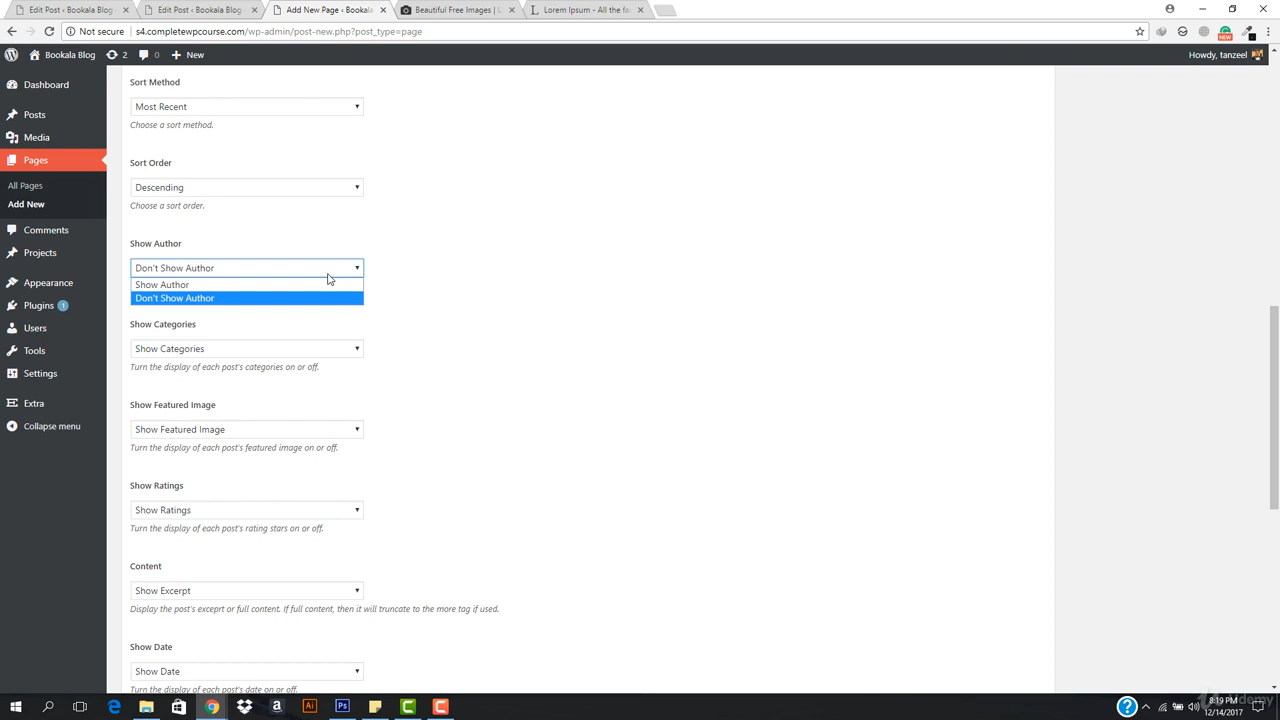 Edit Post ‹ Bookala Blog
Edit Post ‹ Bookala Blog
Add New Page ‹ Bookala
Beautiful Free Images |
Lorem Ipsum - All the fa
Not secure
s4.completewpcourse.com/wp-admin/post-new.php?post_type=page
NEW
Bookala Blog
2
0
New
Howdy, tanzeel
Dashboard
Posts
Media
Pages
All Pages
Add New
Comments
Projects
Appearance
Plugins 1
Users
Tools
Settings
Extra
Collapse menu
Sort Method
Most Recent
Choose a sort method.
Sort Order
Descending
Choose a sort order.
Show Author
Don't Show Author
Show Author
Don't Show Author
Show Categories
Show Categories
Turn the display of each post's categories on or off.
Show Featured Image
Show Featured Image
Turn the display of each post's featured image on or off.
Show Ratings
Show Ratings
Turn the display of each post's rating stars on or off.
Content
Show Excerpt
Display the post's exceprt or full content. If full content, then it will truncate to the more tag if used.
Show Date
Show Date
Turn the display of each post's date on or off.
a
Ai
Ps
C
C
?
8:19 PM
12/14/2017
Udemy